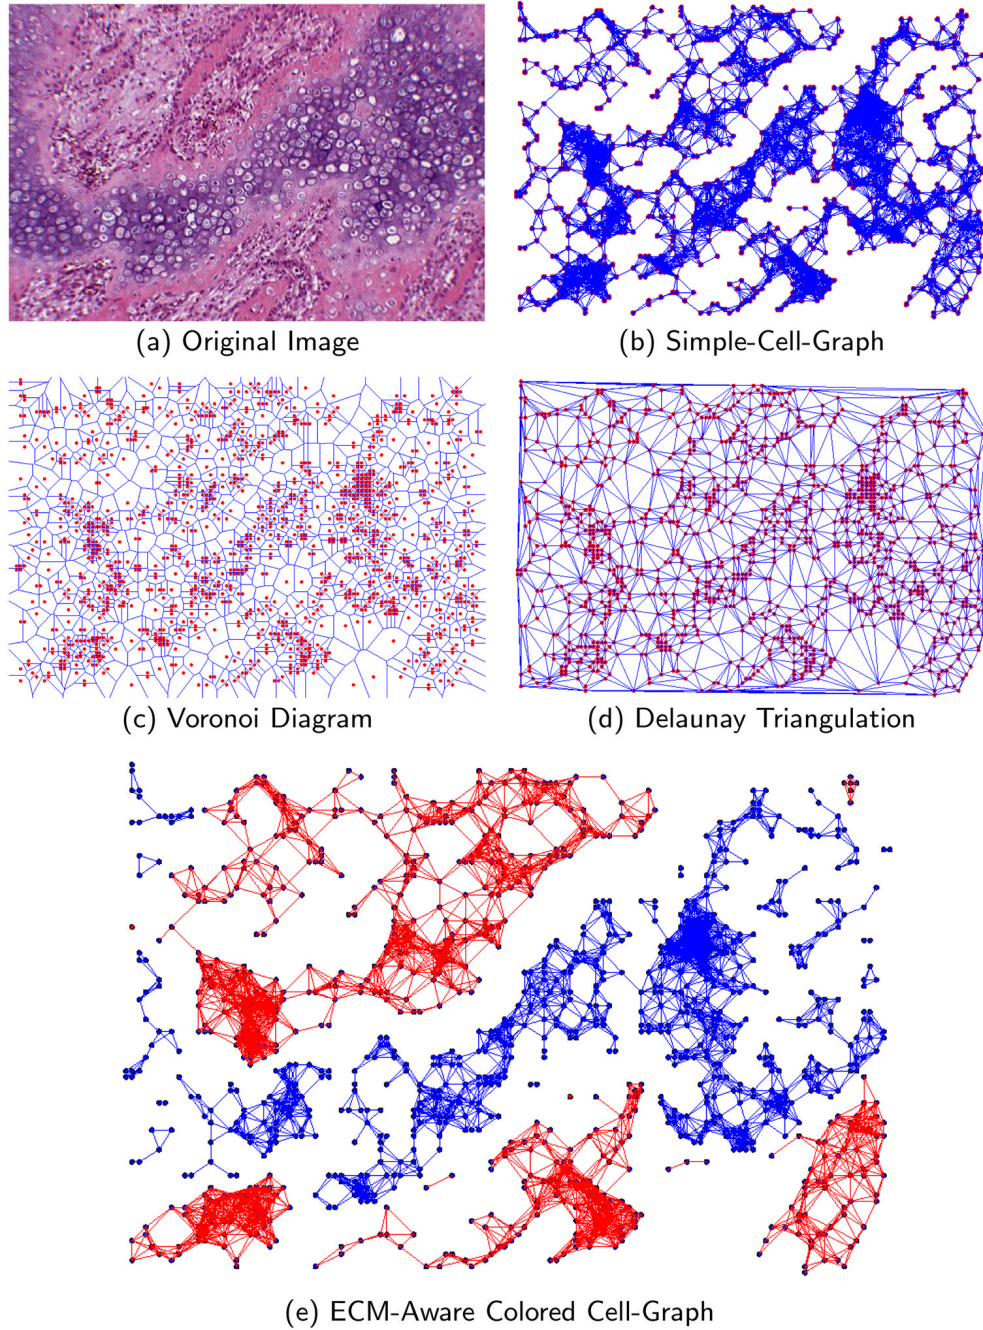 (a) Original Image
(b) Simple-Cell-Graph
(c) Voronoi Diagram
(d) Delaunay Triangulation
(e) ECM-Aware Colored Cell-Graph